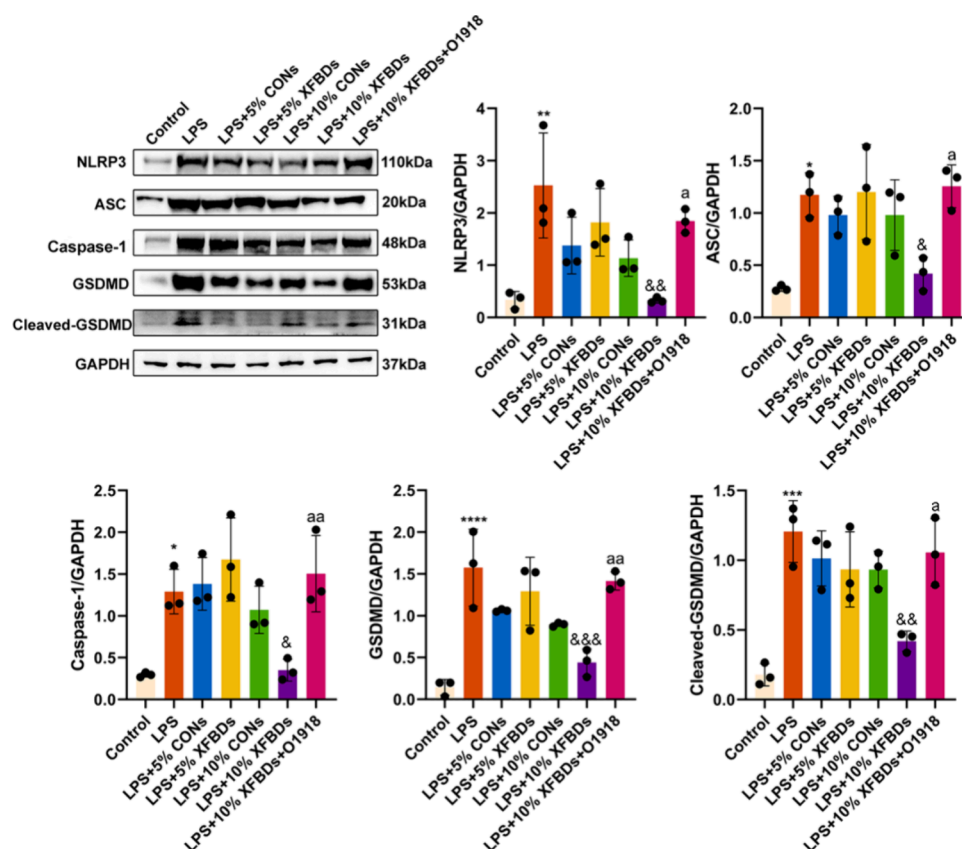 Control
LPS
LPS+5% CONs
LPS+5% XFBDs
LPS+10% CONs
LPS+10% XFBDs
LPS+10% XFBDs+O1918
NLRP3 110kDa
ASC 20kDa
Caspase-1 48kDa
GSDMD 53kDa
Cleaved-GSDMD 31kDa
GAPDH 37kDa
NLRP3/GAPDH
4
3
2
1
0
**
&&
a
Control
LPS
LPS+5% CONs
LPS+5% XFBDs
LPS+10% CONs
LPS+10% XFBDs
LPS+10% XFBDs+O1918
ASC/GAPDH
2.0
1.5
1.0
0.5
0.0
*
&
a
Control
LPS
LPS+5% CONs
LPS+5% XFBDs
LPS+10% CONs
LPS+10% XFBDs
LPS+10% XFBDs+O1918
Caspase-1/GAPDH
2.5
2.0
1.5
1.0
0.5
0.0
*
&
aa
Control
LPS
LPS+5% CONs
LPS+5% XFBDs
LPS+10% CONs
LPS+10% XFBDs
LPS+10% XFBDs+O1918
GSDMD/GAPDH
2.5
2.0
1.5
1.0
0.5
0.0
****
&&&
aa
Control
LPS
LPS+5% CONs
LPS+5% XFBDs
LPS+10% CONs
LPS+10% XFBDs
LPS+10% XFBDs+O1918
Cleaved-GSDMD/GAPDH
1.5
1.0
0.5
0.0
***
&&
a
Control
LPS
LPS+5% CONs
LPS+5% XFBDs
LPS+10% CONs
LPS+10% XFBDs
LPS+10% XFBDs+O1918